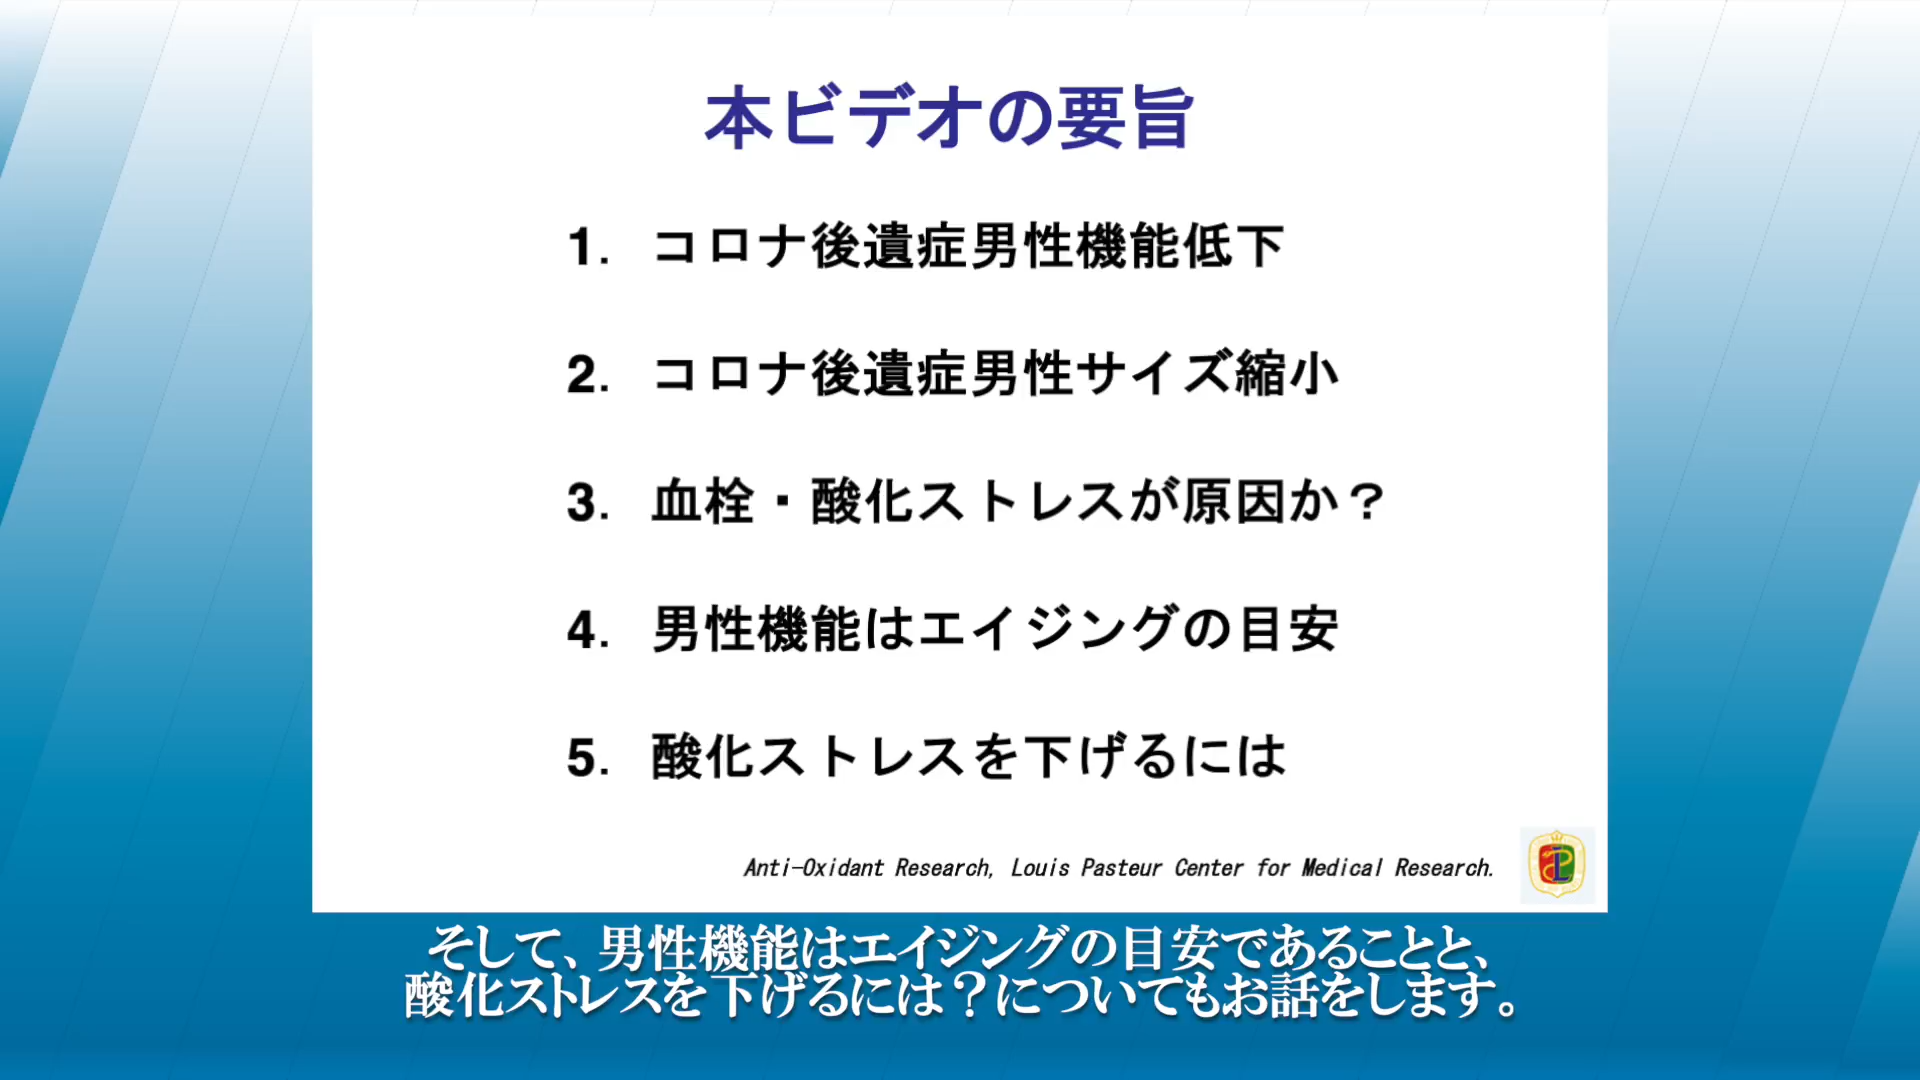 本ビデオの要旨
1. コロナ後遺症男性機能低下
2. コロナ後遺症男性サイズ縮小
3. 血栓・酸化ストレスが原因か？
4. 男性機能はエイジングの目安
5. 酸化ストレスを下げるには
Anti-Oxidant Research, Louis Pasteur Center for Medical Research.
そして、男性機能はエイジングの目安であることと、
酸化ストレスを下げるには？についてもお話をします。